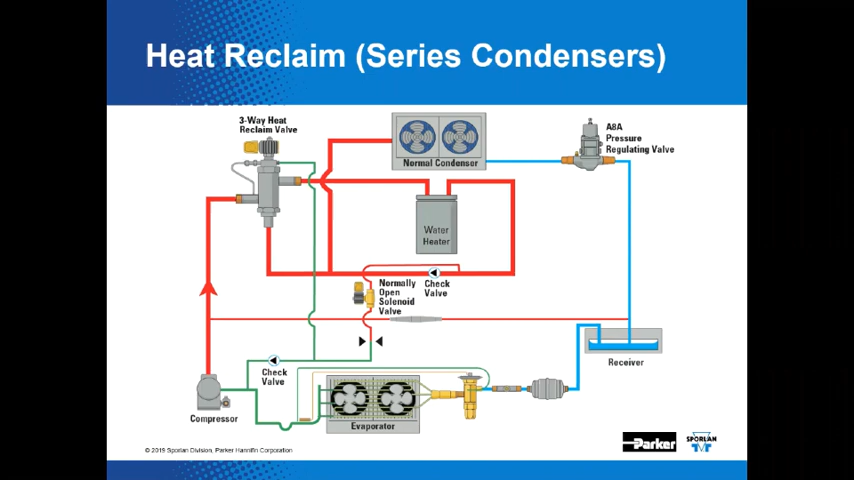 Heat Reclaim (Series Condensers)
3-Way Heat
Reclaim Valve
Normal Condenser
A8A
Pressure
Regulating Valve
Water
Heater
Normally
Open
Solenoid
Valve
Check
Valve
Check
Valve
Receiver
Compressor
Evaporator
© 2019 Sporlan Division, Parker Hannifin Corporation
Parker
SPORLAN